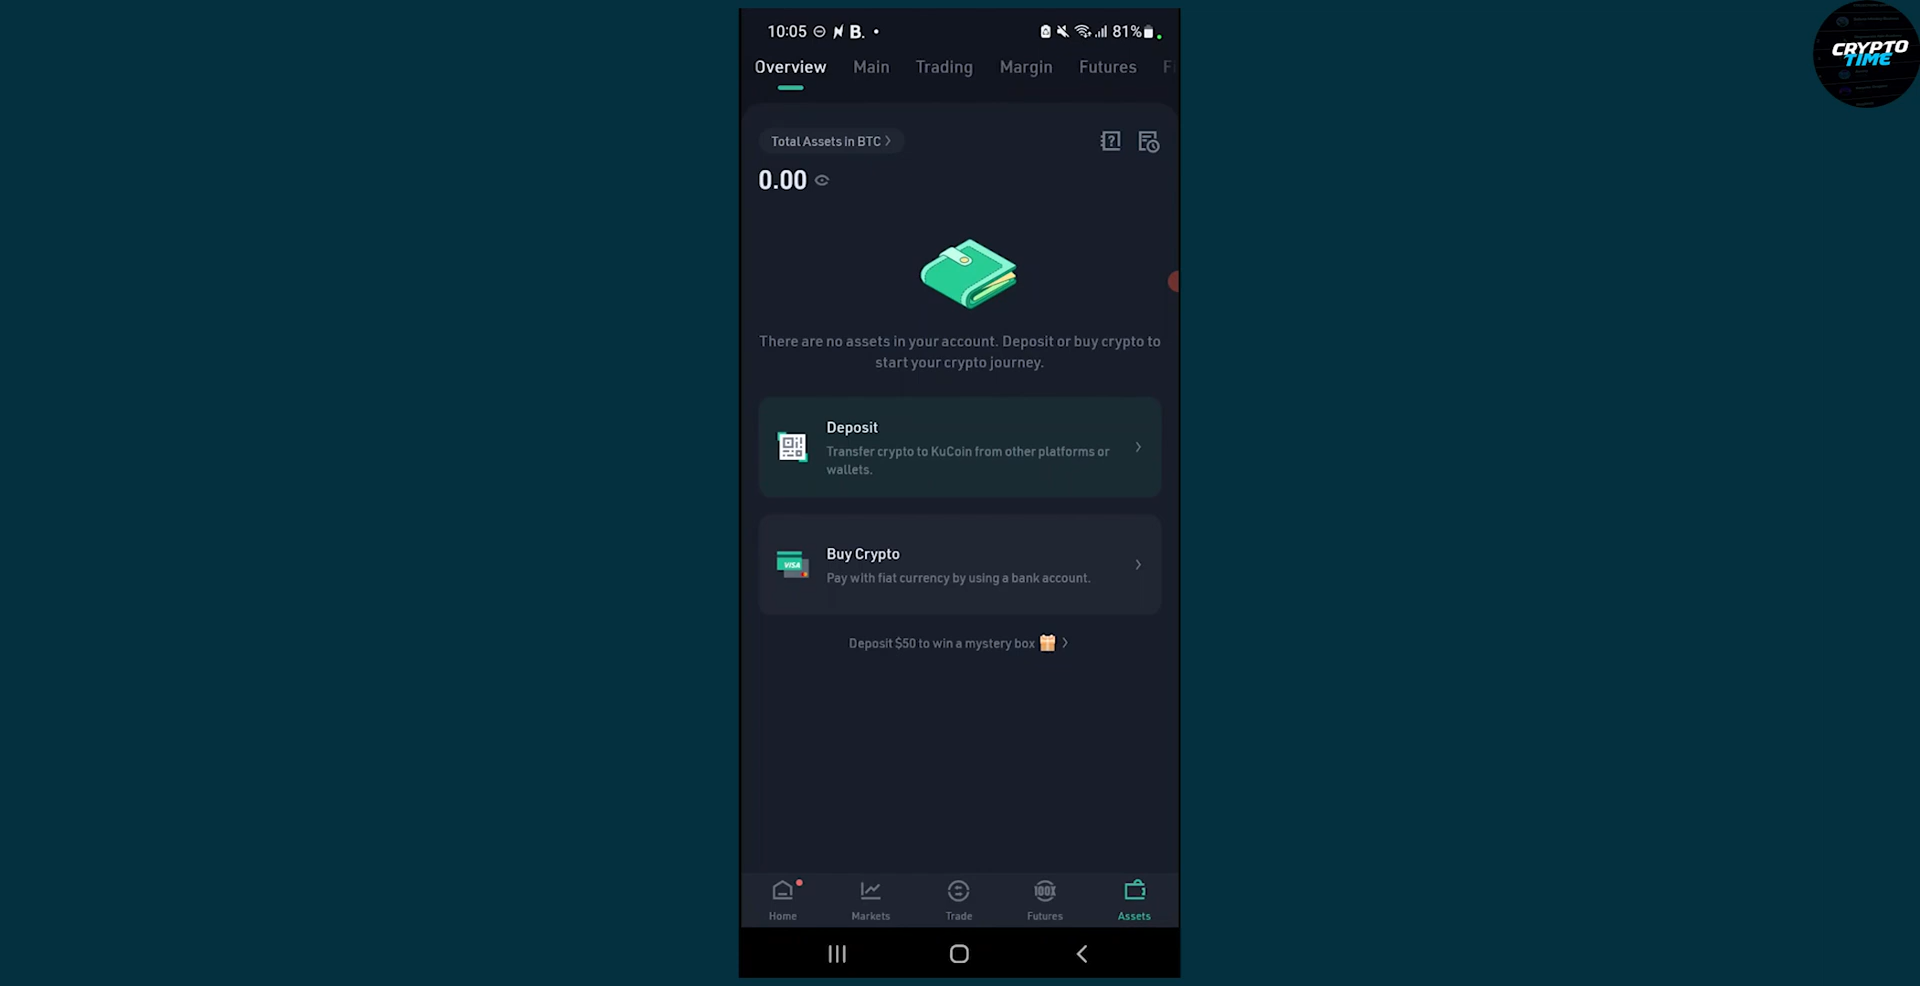 10:05 B. 81%
CRYPTO
TIME
Overview Main Trading Margin Futures
Total Assets in BTC
0.00
There are no assets in your account. Deposit or buy crypto to
start your crypto journey.
Deposit
Transfer crypto to KuCoin from other platforms or
wallets.
VISA
Buy Crypto
Pay with fiat currency by using a bank account.
Deposit $50 to win a mystery box
100X
Home Markets Trade Futures Assets